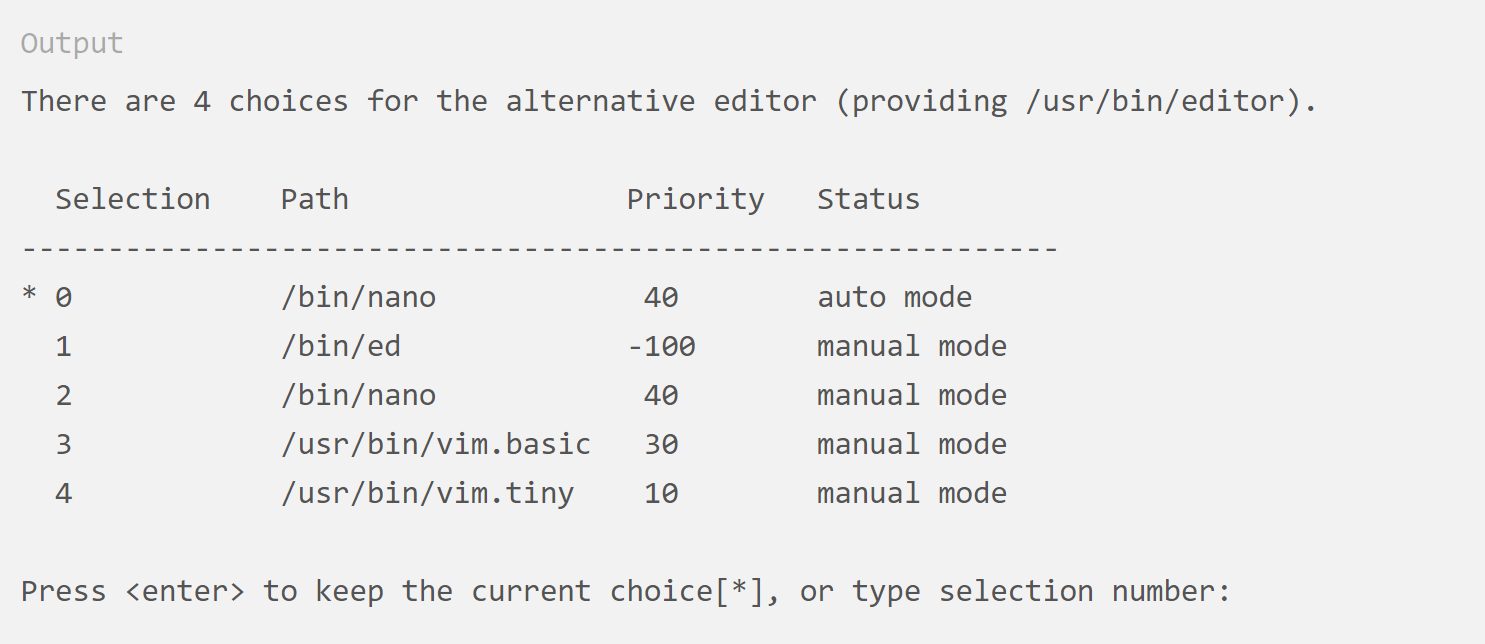 Output
There are 4 choices for the alternative editor (providing /usr/bin/editor).
  Selection    Path                Priority   Status
------------------------------------------------------------
* 0            /bin/nano            40        auto mode
  1            /bin/ed             -100       manual mode
  2            /bin/nano            40        manual mode
  3            /usr/bin/vim.basic   30        manual mode
  4            /usr/bin/vim.tiny    10        manual mode
Press <enter> to keep the current choice[*], or type selection number: